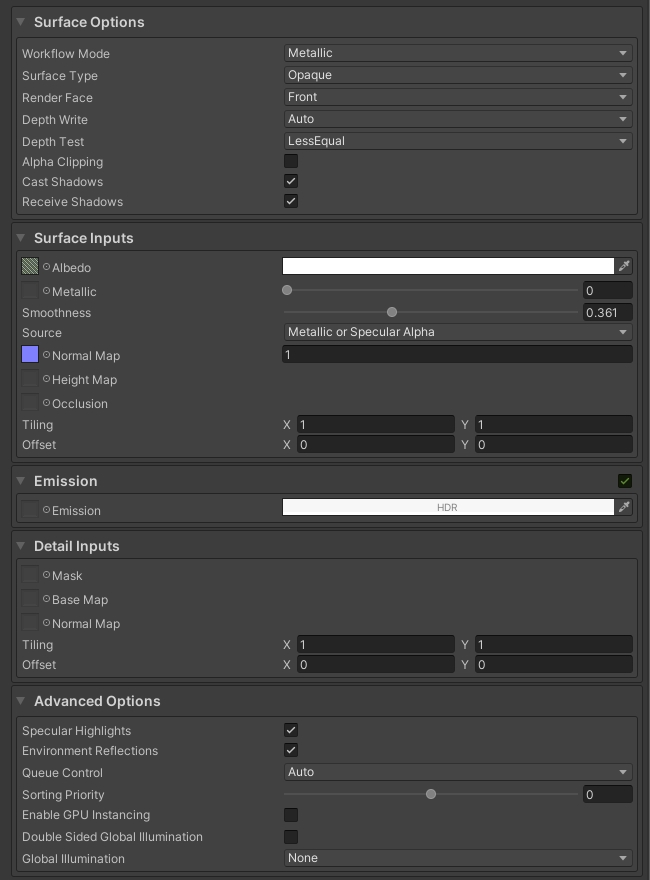 Surface Options
Workflow Mode Metallic
Surface Type Opaque
Render Face Front
Depth Write Auto
Depth Test LessEqual
Alpha Clipping
Cast Shadows
Receive Shadows
Surface Inputs
Albedo
Metallic 0
Smoothness 0.361
Source Metallic or Specular Alpha
Normal Map 1
Height Map
Occlusion
Tiling X 1 Y 1
Offset X 0 Y 0
Emission
Emission HDR
Detail Inputs
Mask
Base Map
Normal Map
Tiling X 1 Y 1
Offset X 0 Y 0
Advanced Options
Specular Highlights
Environment Reflections
Queue Control Auto
Sorting Priority 0
Enable GPU Instancing
Double Sided Global Illumination
Global Illumination None